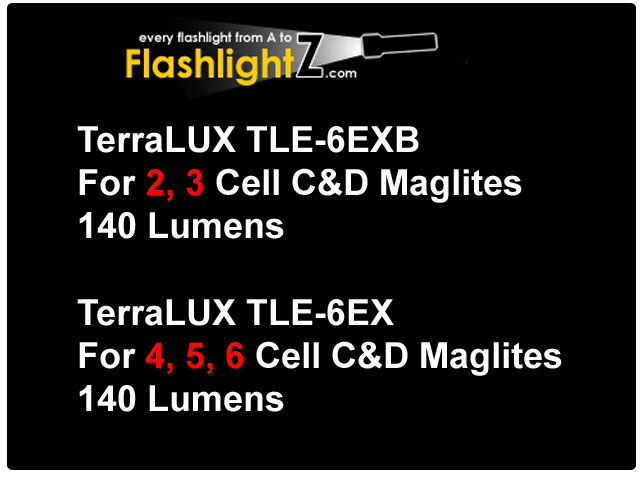 every flashlight from A to
FlashlightZ.com
TerraLUX TLE-6EXB
For 2, 3 Cell C&D Maglites
140 Lumens
TerraLUX TLE-6EX
For 4, 5, 6 Cell C&D Maglites
140 Lumens